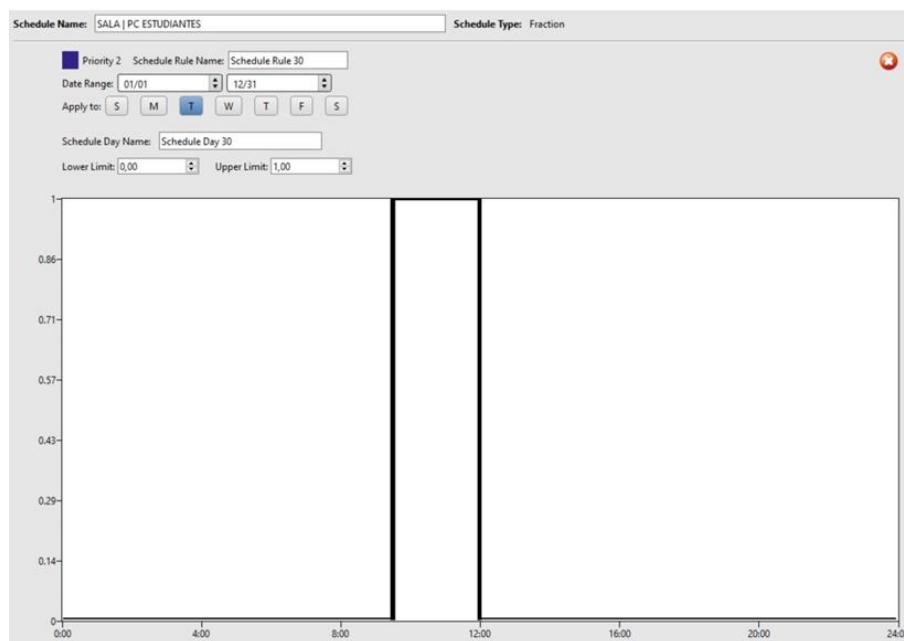 Schedule Name: SALA | PC ESTUDIANTES Schedule Type: Fraction
Priority 2 Schedule Rule Name: Schedule Rule 30
Date Range: 01/01 12/31
Apply to: S M T W T F S
Schedule Day Name: Schedule Day 30
Lower Limit: 0,00 Upper Limit: 1,00
1
0.86
0.71
0.57
0.43
0.29
0.14
0
0:00 4:00 8:00 12:00 16:00 20:00 24:0